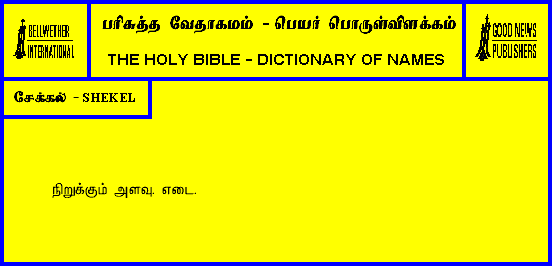 BELLWETHER
INTERNATIONAL
பரிசுத்த வேதாகமம் - பெயர் பொருள்விளக்கம்
THE HOLY BIBLE - DICTIONARY OF NAMES
GOOD NEWS
PUBLISHERS
சேக்கல் - SHEKEL
நிறுக்கும் அளவு. எடை.